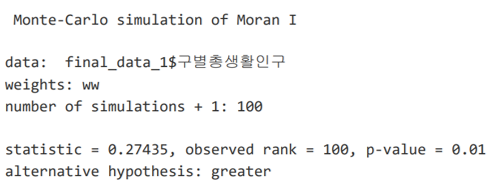 Monte-Carlo simulation of Moran I
data:  final_data_1$구별총생활인구
weights: ww
number of simulations + 1: 100
statistic = 0.27435, observed rank = 100, p-value = 0.01
alternative hypothesis: greater